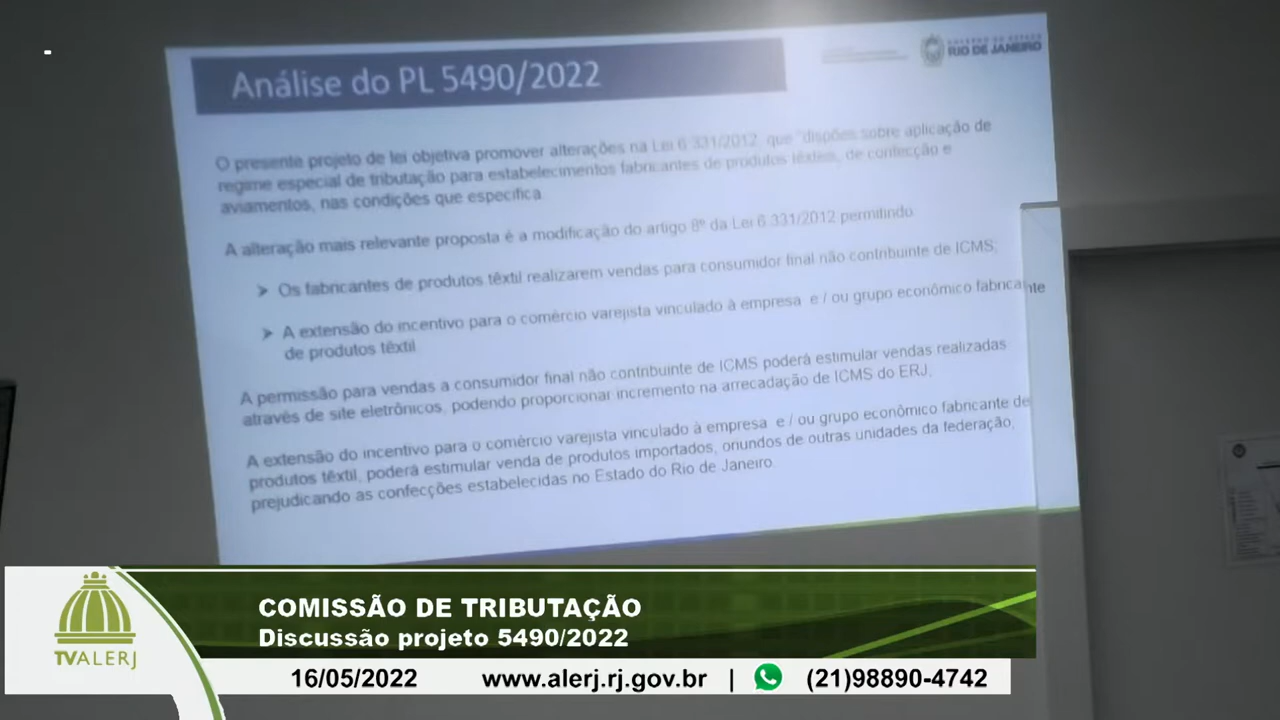 Análise do PL 5490/2022
RIO DE JANEIRO
O presente projeto de lei objetiva promover alterações na Lei 6.331/2012, que "dispões sobre aplicação de
regime especial de tributação para estabelecimentos fabricantes de produtos têxteis, de confecção e
aviamentos, nas condições que especifica
A alteração mais relevante proposta é a modificação do artigo 8º da Lei 6.331/2012 permitindo
Os fabricantes de produtos têxtil realizarem vendas para consumidor final não contribuinte de ICMS;
A extensão do incentivo para o comércio varejista vinculado à empresa e / ou grupo econômico fabricante
de produtos têxtil
A permissão para vendas a consumidor final não contribuinte de ICMS poderá estimular vendas realizadas
através de site eletrônicos, podendo proporcionar incremento na arrecadação de ICMS do ERJ;
A extensão do incentivo para o comércio varejista vinculado à empresa e / ou grupo econômico fabricante de
produtos têxtil, poderá estimular venda de produtos importados, oriundos de outras unidades da federação,
prejudicando as confecções estabelecidas no Estado do Rio de Janeiro
COMISSÃO DE TRIBUTAÇÃO
Discussão projeto 5490/2022
TVALERJ
16/05/2022 www.alerj.rj.gov.br | (21)98890-4742